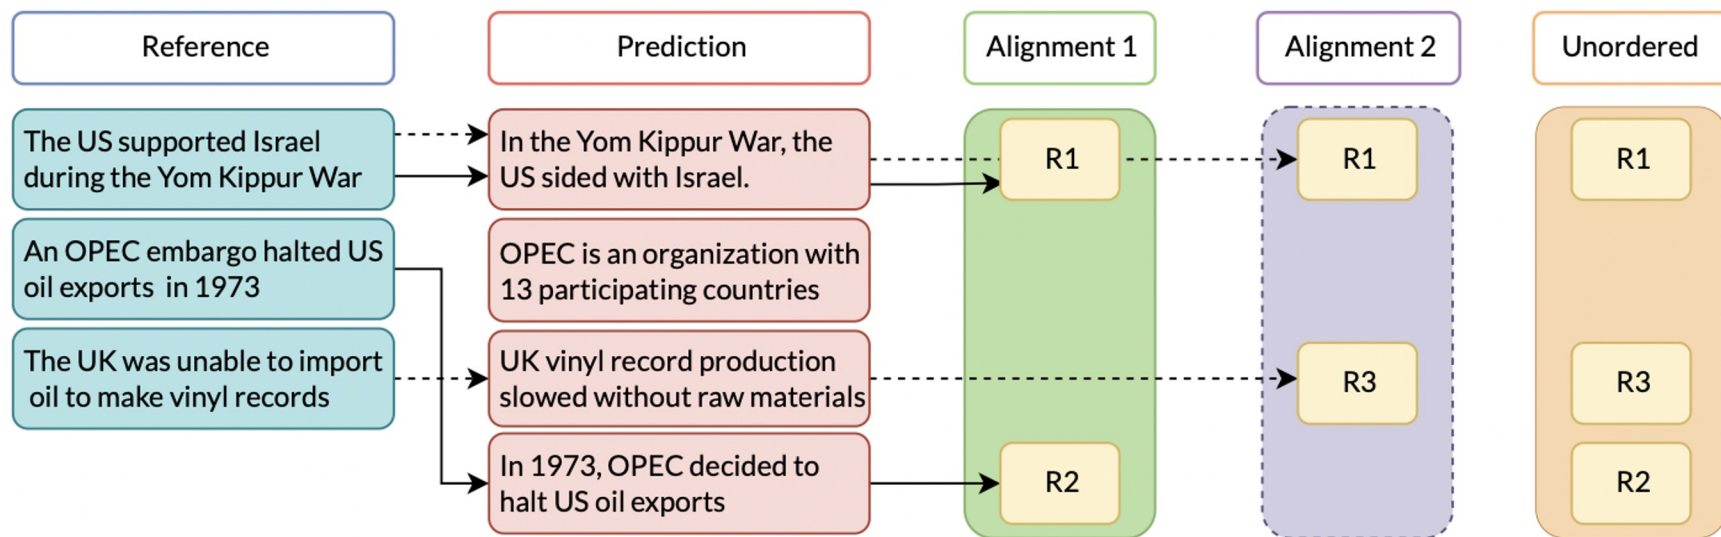 Reference
Prediction
Alignment 1
Alignment 2
Unordered
The US supported Israel
during the Yom Kippur War
In the Yom Kippur War, the
US sided with Israel.
R1
R1
R1
An OPEC embargo halted US
oil exports in 1973
OPEC is an organization with
13 participating countries
The UK was unable to import
oil to make vinyl records
UK vinyl record production
slowed without raw materials
R3
R3
In 1973, OPEC decided to
halt US oil exports
R2
R2